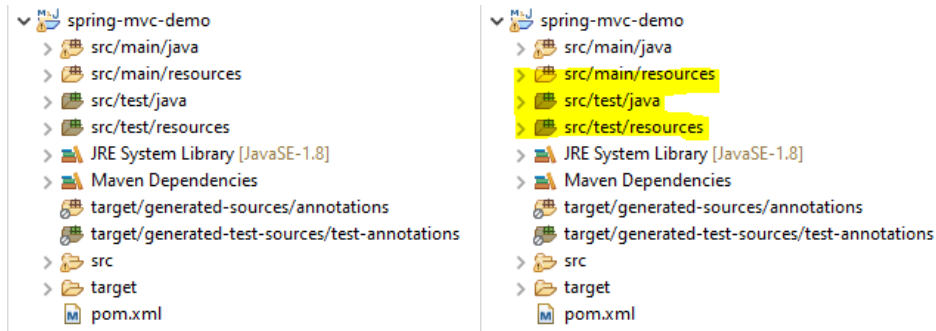 spring-mvc-demo
src/main/java
src/main/resources
src/test/java
src/test/resources
JRE System Library [JavaSE-1.8]
Maven Dependencies
target/generated-sources/annotations
target/generated-test-sources/test-annotations
src
target
pom.xml
spring-mvc-demo
src/main/java
src/main/resources
src/test/java
src/test/resources
JRE System Library [JavaSE-1.8]
Maven Dependencies
target/generated-sources/annotations
target/generated-test-sources/test-annotations
src
target
pom.xml